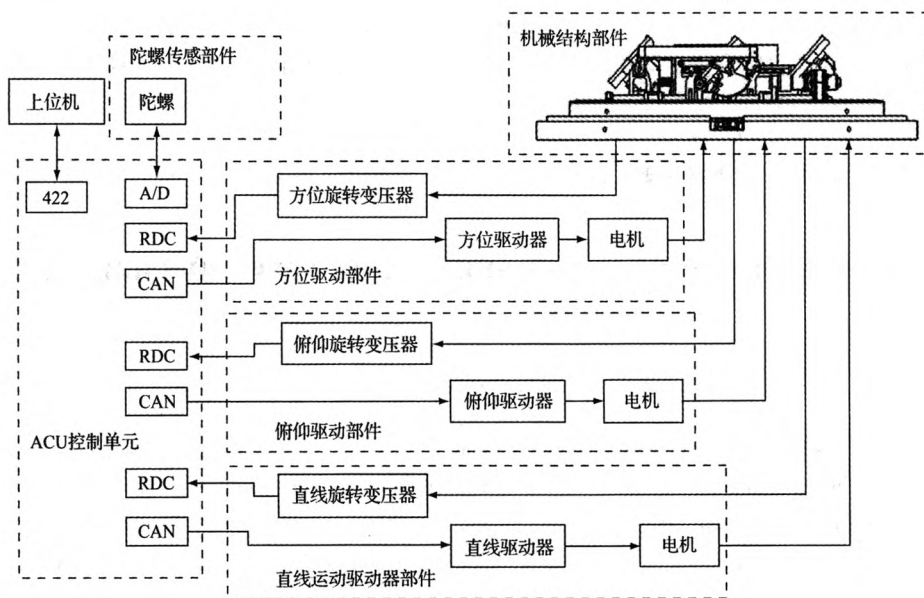 机械结构部件
陀螺传感部件
上位机
陀螺
422
A/D
方位旋转变压器
RDC
方位驱动器
电机
CAN
方位驱动部件
RDC
俯仰旋转变压器
CAN
俯仰驱动器
电机
俯仰驱动部件
ACU控制单元
RDC
直线旋转变压器
CAN
直线驱动器
电机
直线运动驱动器部件